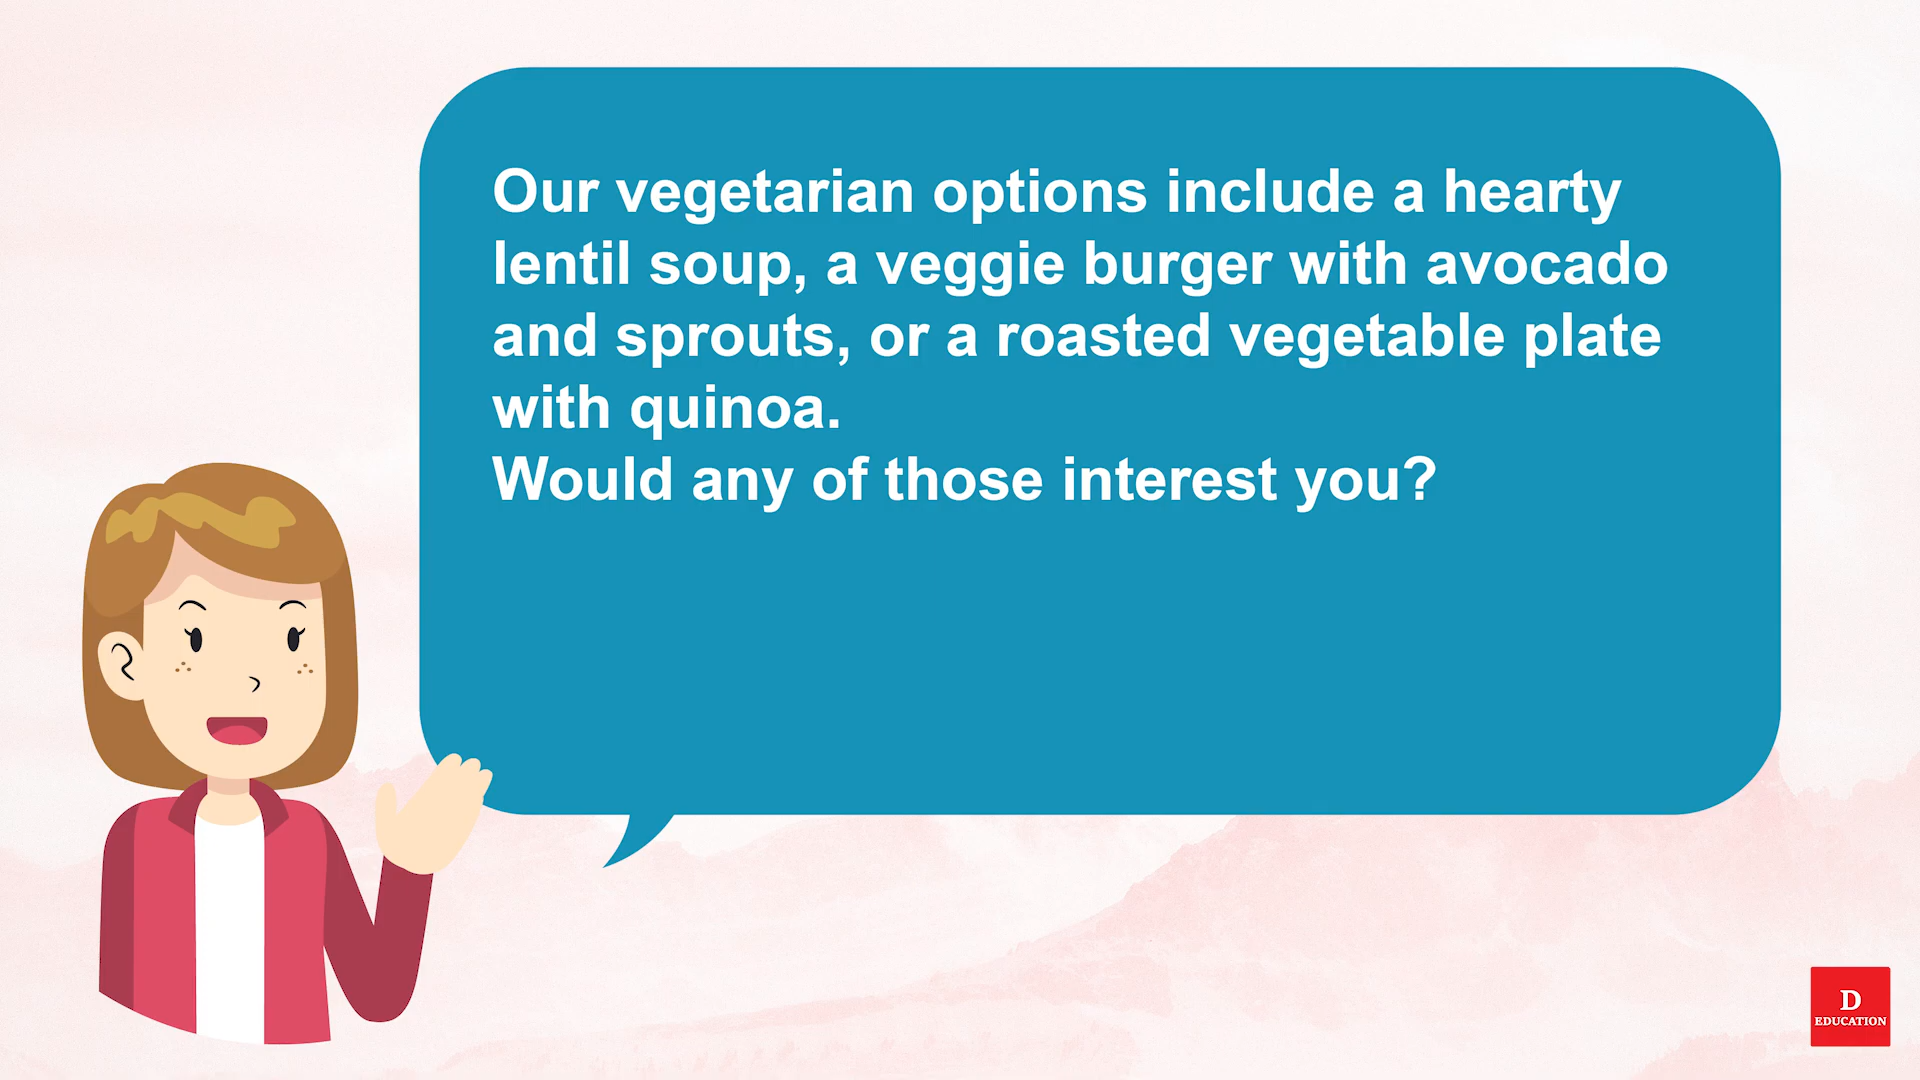 Our vegetarian options include a hearty
lentil soup, a veggie burger with avocado
and sprouts, or a roasted vegetable plate
with quinoa.
Would any of those interest you?
D
EDUCATION